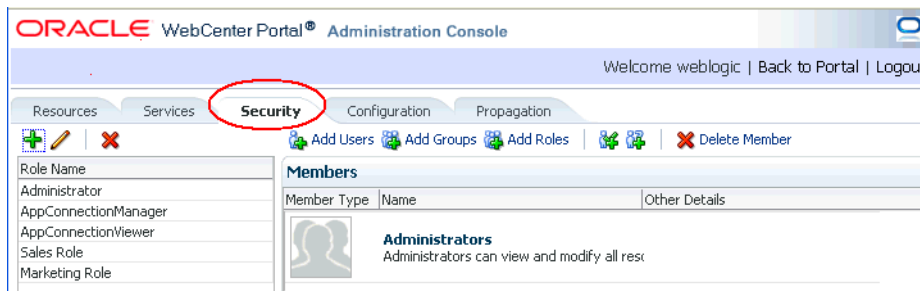 ORACLE WebCenter Portal® Administration Console
Welcome weblogic | Back to Portal | Logou
Resources Services Security Configuration Propagation
Add Users Add Groups Add Roles Delete Member
Role Name
Administrator
AppConnectionManager
AppConnectionViewer
Sales Role
Marketing Role
Members
Member Type Name Other Details
Administrators
Administrators can view and modify all reso